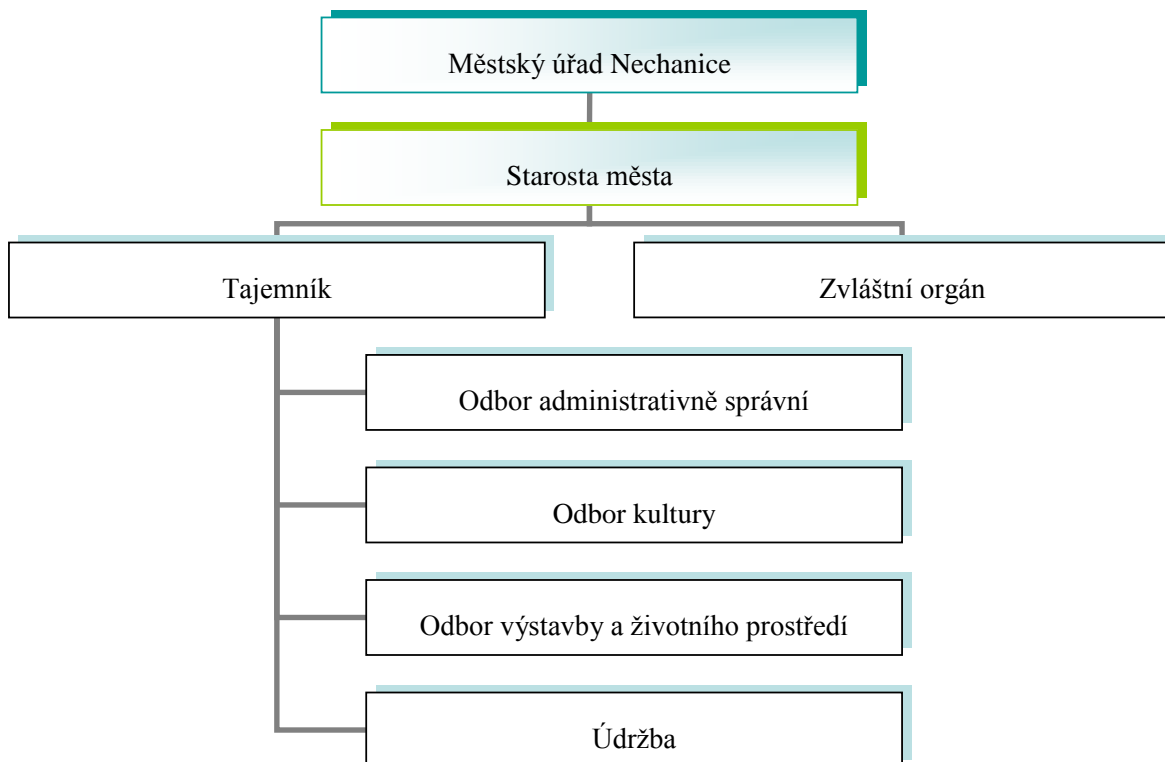 Městský úřad Nechanice
Starosta města
Tajemník
Zvláštní orgán
Odbor administrativně správní
Odbor kultury
Odbor výstavby a životního prostředí
Údržba